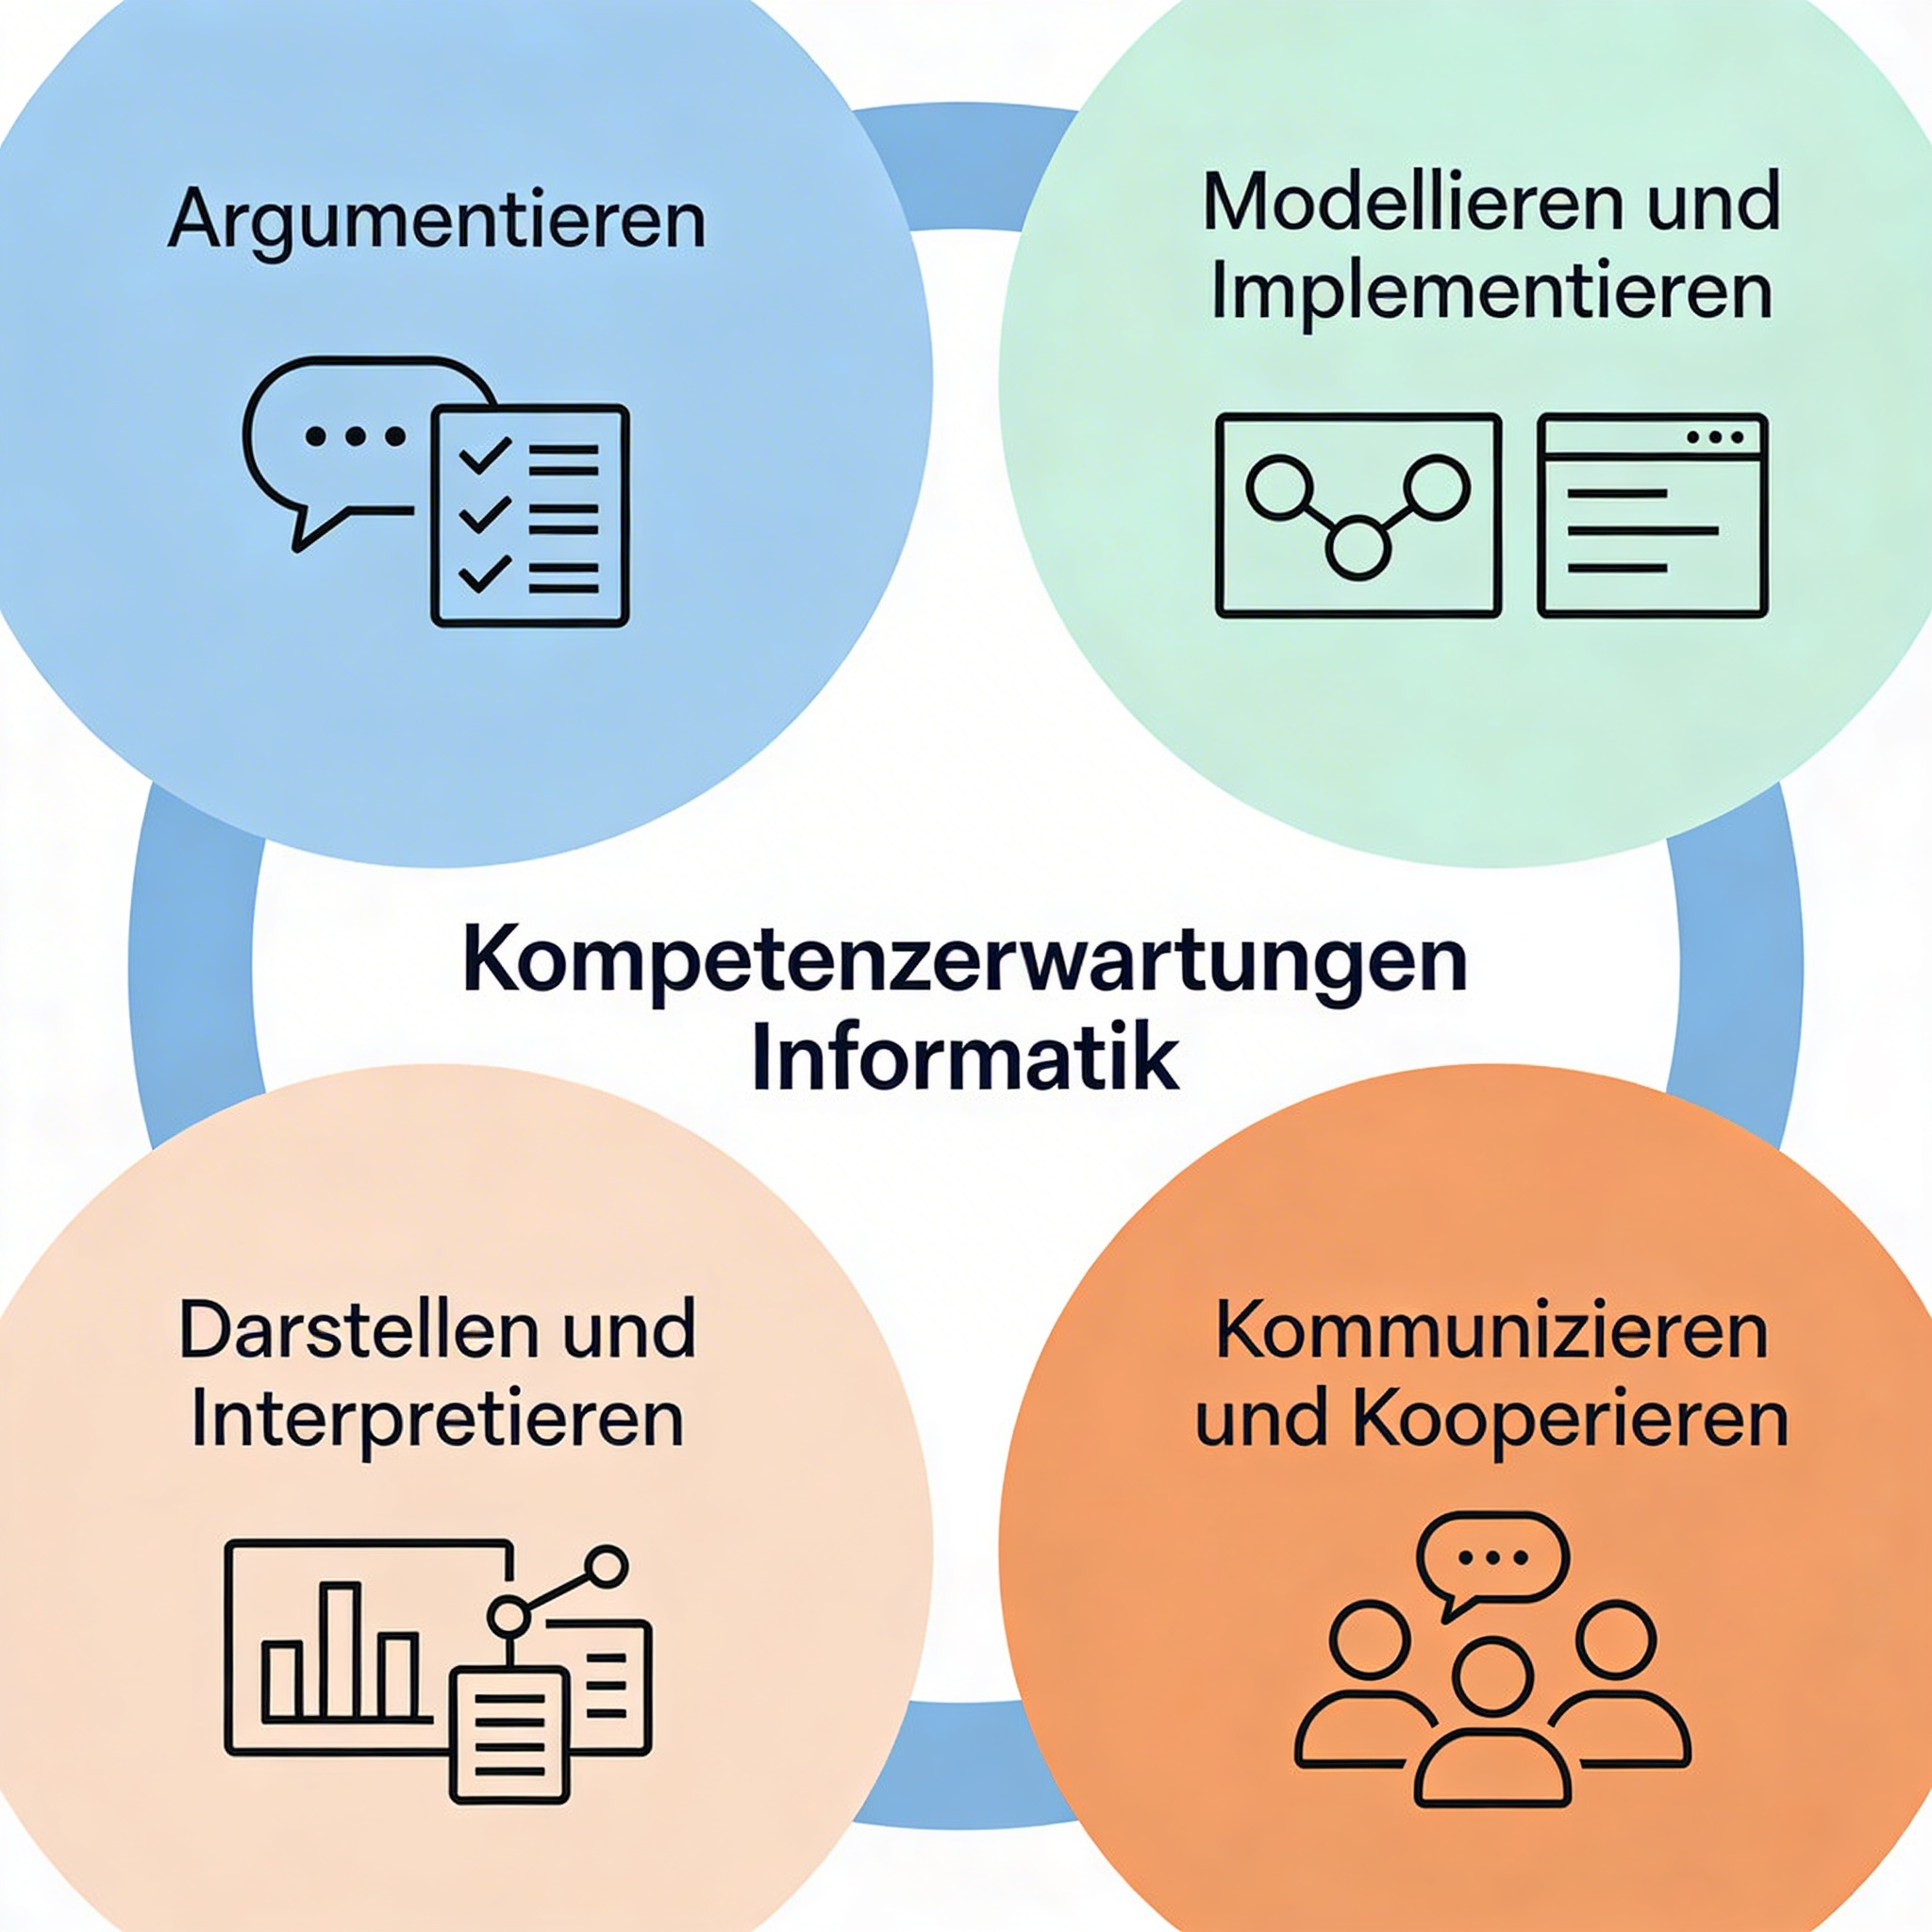 Argumentieren
Modellieren und
Implementieren
Kompetenzerwartungen
Informatik
Darstellen und
Interpretieren
Kommunizieren
und Kooperieren